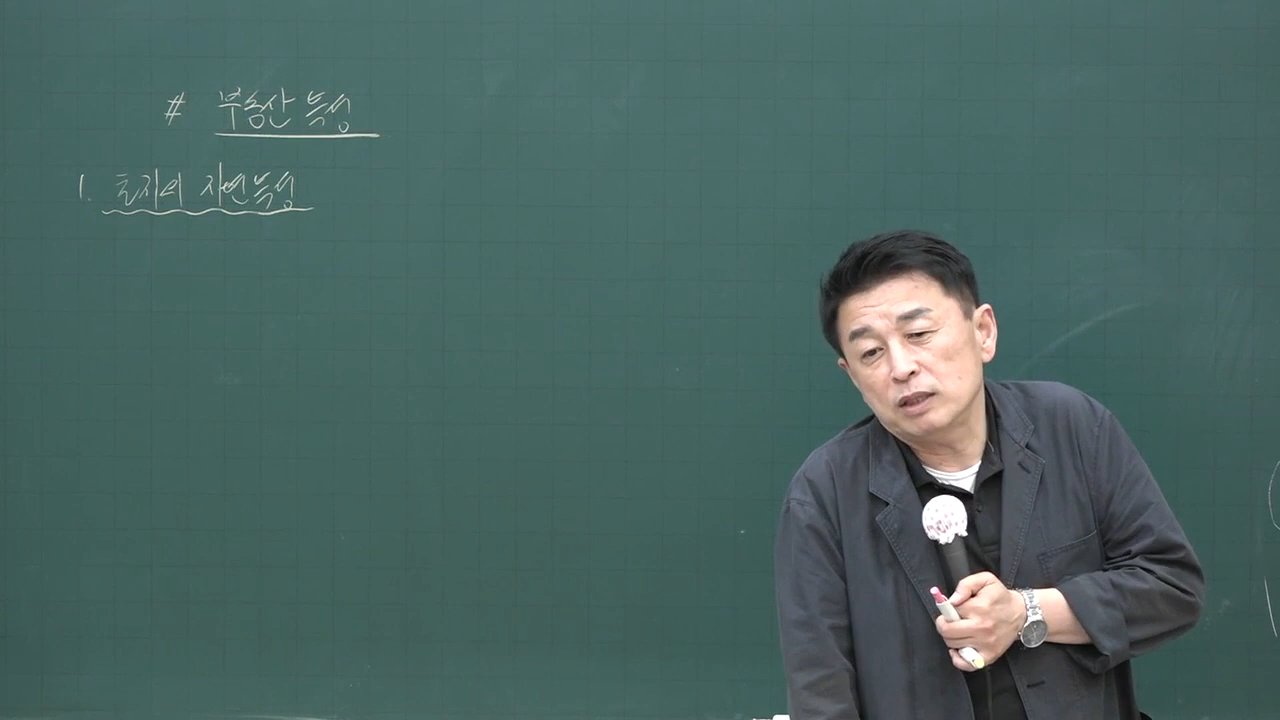 # 부동산 특성
1. 토지의 자연특성